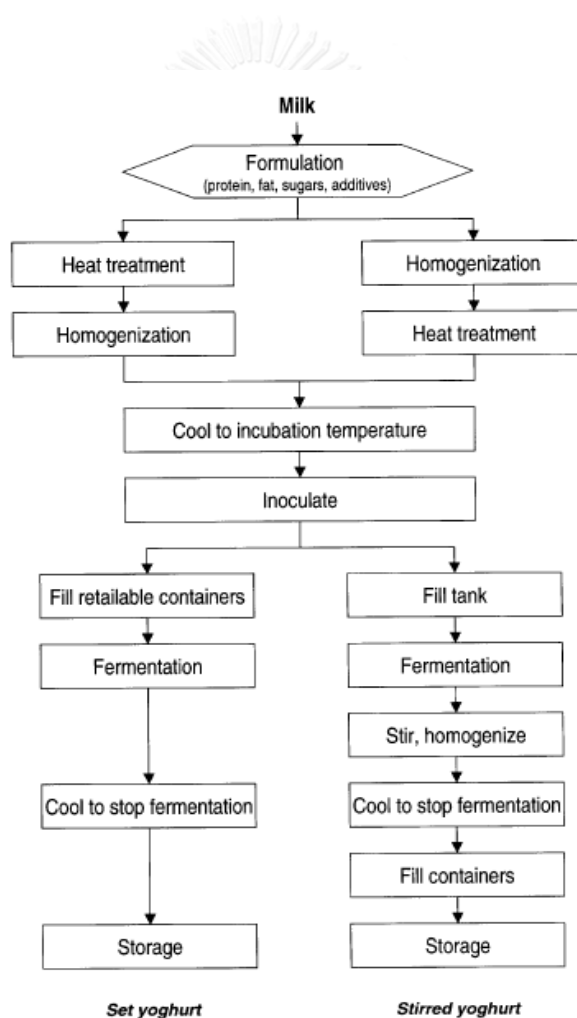 Milk
Formulation
(protein, fat, sugars, additives)
Heat treatment
Homogenization
Homogenization
Heat treatment
Cool to incubation temperature
Inoculate
Fill retailable containers
Fill tank
Fermentation
Fermentation
Stir, homogenize
Cool to stop fermentation
Cool to stop fermentation
Fill containers
Storage
Storage
Set yoghurt
Stirred yoghurt